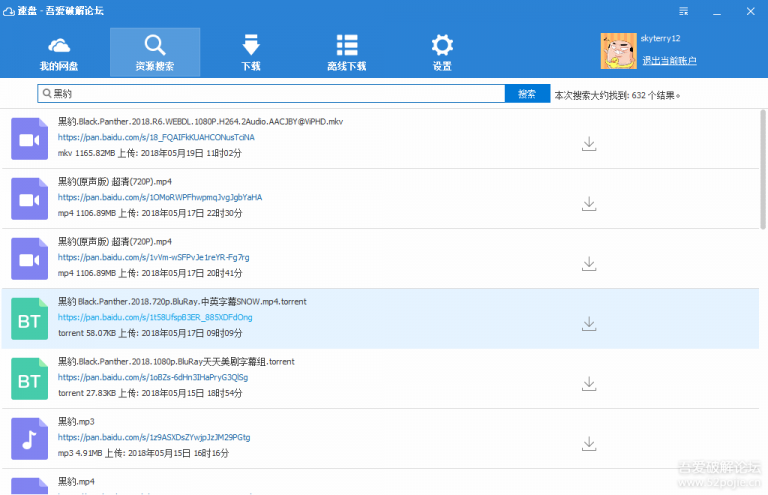 速盘 - 吾爱破解论坛
我的网盘
资源搜索
下载
离线下载
设置
skyterry12
退出当前账户
黑豹
搜索
本次搜索大约找到: 632 个结果。
黑豹.Black.Panther.2018.R6.WEBDL.1080P.H264.2Audio.AACJBY@ViPHD.mkv
https://pan.baidu.com/s/18_FQAIFkKUAHCONusTciNA
mkv 1165.82MB 上传: 2018年05月19日 11时02分
黑豹(原声版) 超清(720P).mp4
https://pan.baidu.com/s/1OMoRWPFhwpmqJvgJgbYaHA
mp4 1106.89MB 上传: 2018年05月17日 22时30分
黑豹(原声版) 超清(720P).mp4
https://pan.baidu.com/s/1vVm-wSFPvJe1reYR-Fg7rg
mp4 1106.89MB 上传: 2018年05月17日 20时41分
BT
黑豹 Black.Panther.2018.720p.BluRay.中英字幕SNOW.mp4.torrent
https://pan.baidu.com/s/1t58UfspB3ER_885XDFdOng
torrent 58.07KB 上传: 2018年05月17日 09时09分
BT
黑豹.Black.Panther.2018.1080p.BluRay天天美剧字幕组.torrent
https://pan.baidu.com/s/1oBZs-6dHn3IHaPryG3QlSg
torrent 27.83KB 上传: 2018年05月15日 18时54分
黑豹.mp3
https://pan.baidu.com/s/1z9ASXDsZYwjpJzJM29PGtg
mp3 4.91MB 上传: 2018年05月15日 16时16分
黑豹.mp4
吾爱破解论坛
www.52pojie.cn